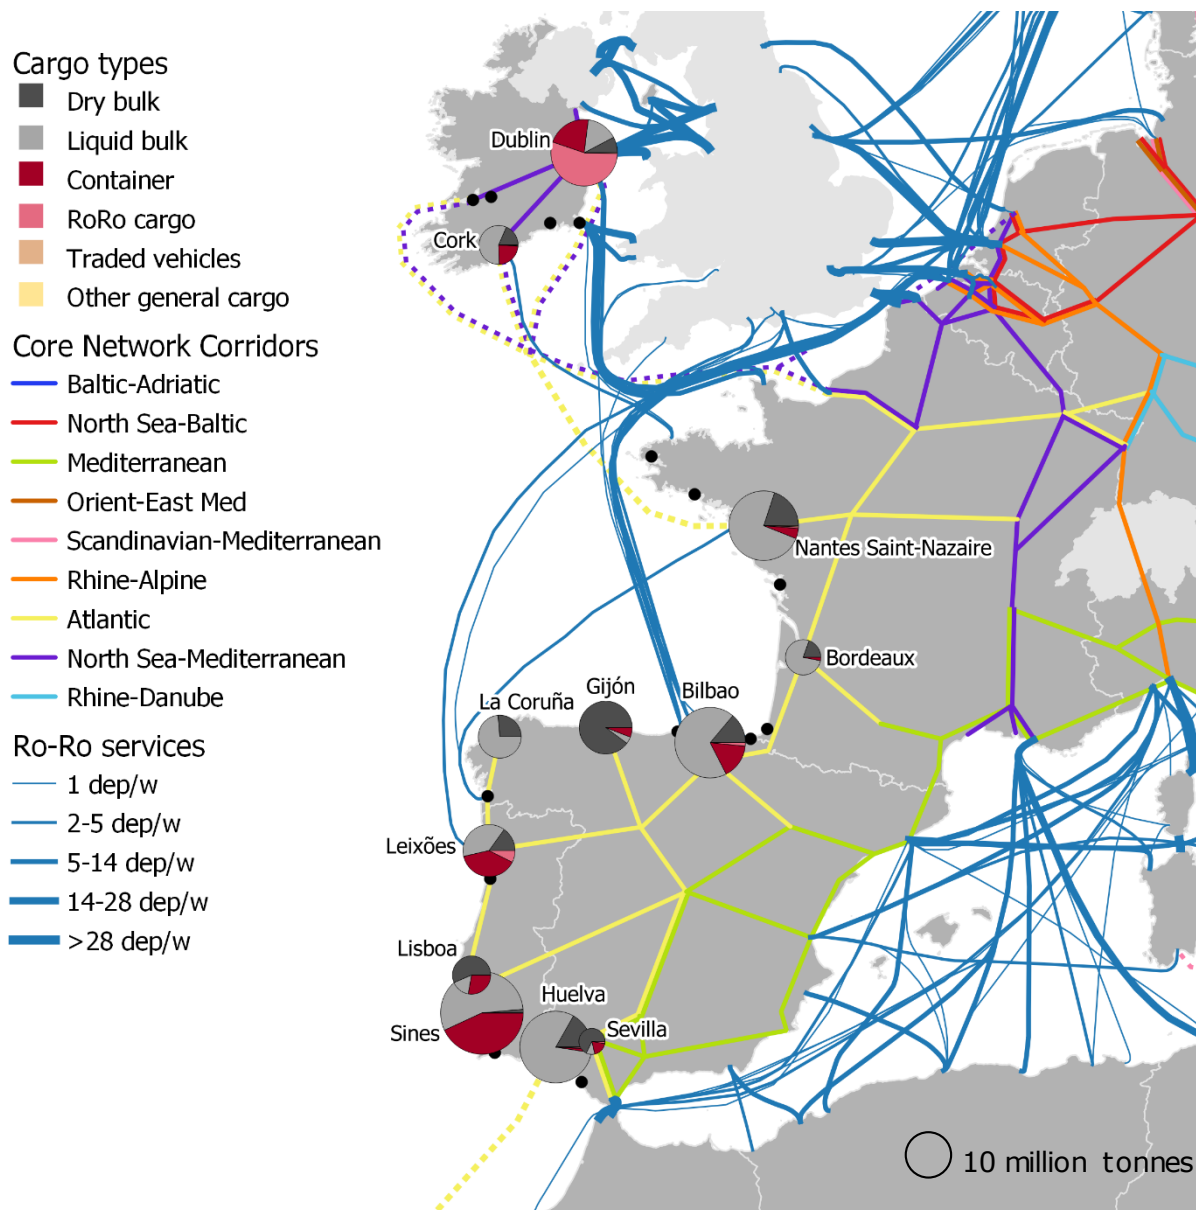 Cargo types
Dry bulk
Liquid bulk
Container
RoRo cargo
Traded vehicles
Other general cargo
Core Network Corridors
Baltic-Adriatic
North Sea-Baltic
Mediterranean
Orient-East Med
Scandinavian-Mediterranean
Rhine-Alpine
Atlantic
North Sea-Mediterranean
Rhine-Danube
Ro-Ro services
1 dep/w
2-5 dep/w
5-14 dep/w
14-28 dep/w
>28 dep/w
Dublin
Cork
Nantes Saint-Nazaire
Bordeaux
La Coruña
Gijón
Bilbao
Leixões
Lisboa
Huelva
Sevilla
Sines
10 million tonnes